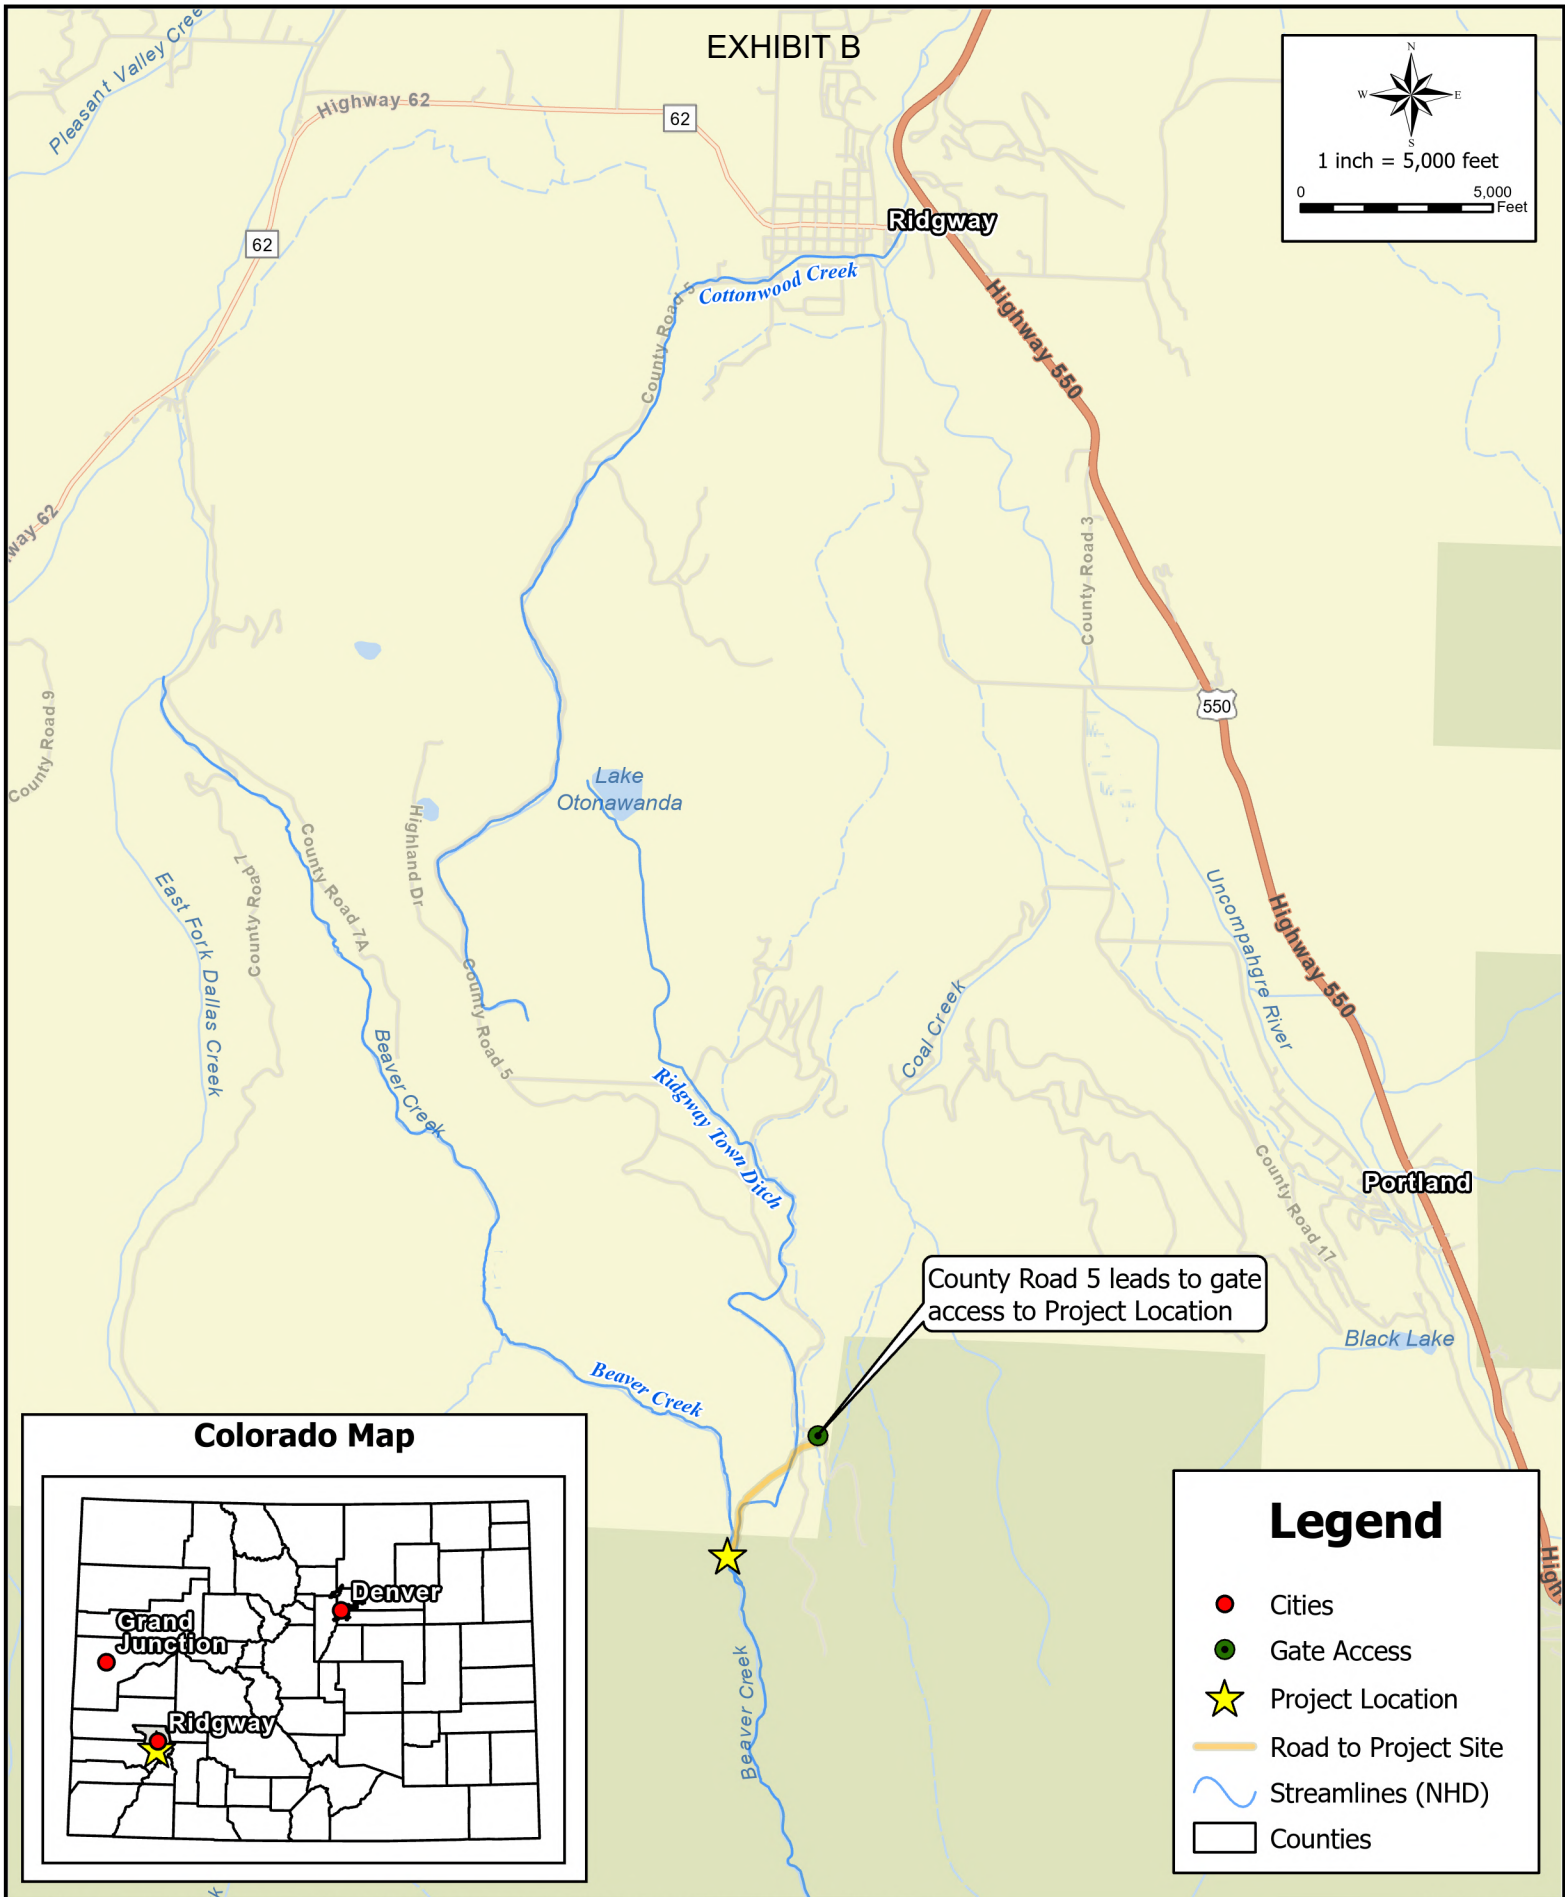 EXHIBIT B
N
W
E
S
1 inch = 5,000 feet
0
5,000
Feet
Pleasant Valley Cree
Highway 62
62
62
Ridgway
Cottonwood Creek
County Road 5
Highway 550
way 62
County Road 3
550
County Road 9
Lake
Otonawanda
Highland Dr
County Road 7A
County Road 7
East Fork Dallas Creek
Uncompahgre River
Highway 550
County Road 5
Coal Creek
Beaver Creek
Ridgway Town Ditch
County Road 17
Portland
County Road 5 leads to gate
access to Project Location
Black Lake
Beaver Creek
Beaver Creek
High
k
Colorado Map
Denver
Grand
Junction
Ridgway
Legend
Cities
Gate Access
Project Location
Road to Project Site
Streamlines (NHD)
Counties